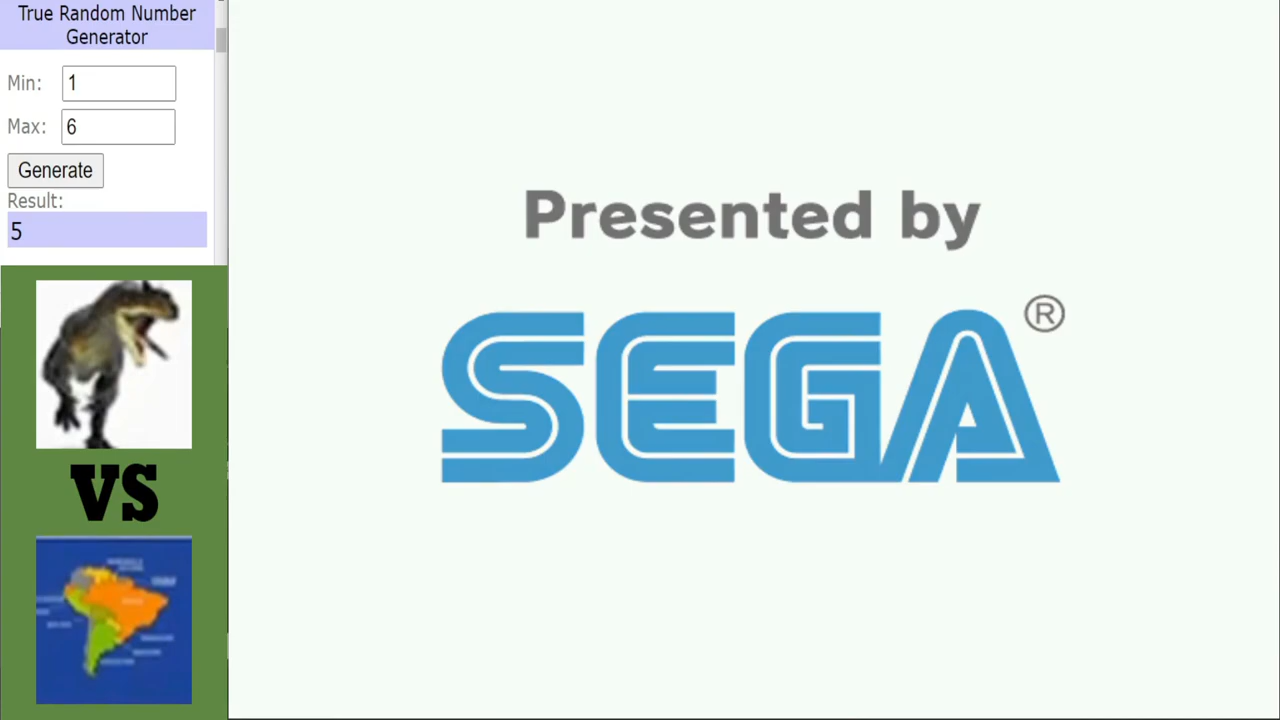 True Random Number
Generator
Min: 1
Max: 6
Generate
Result:
5
VS
Presented by
SEGA®